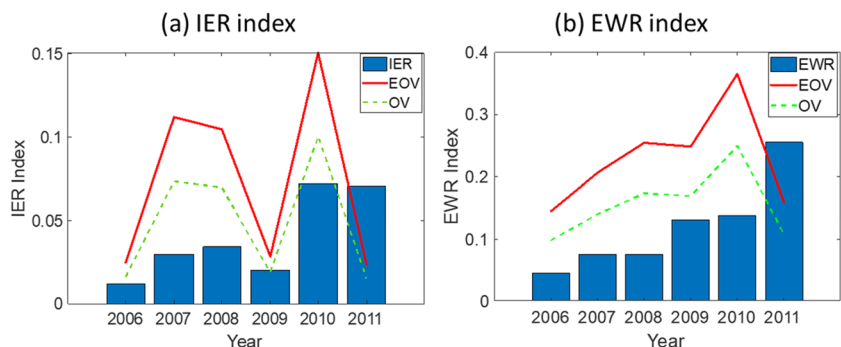 (a) IER index
0.15
0.1
0.05
0
IER Index
IER
EOV
OV
2006 2007 2008 2009 2010 2011
Year
(b) EWR index
0.4
0.3
0.2
0.1
0
EWR Index
EWR
EOV
OV
2006 2007 2008 2009 2010 2011
Year